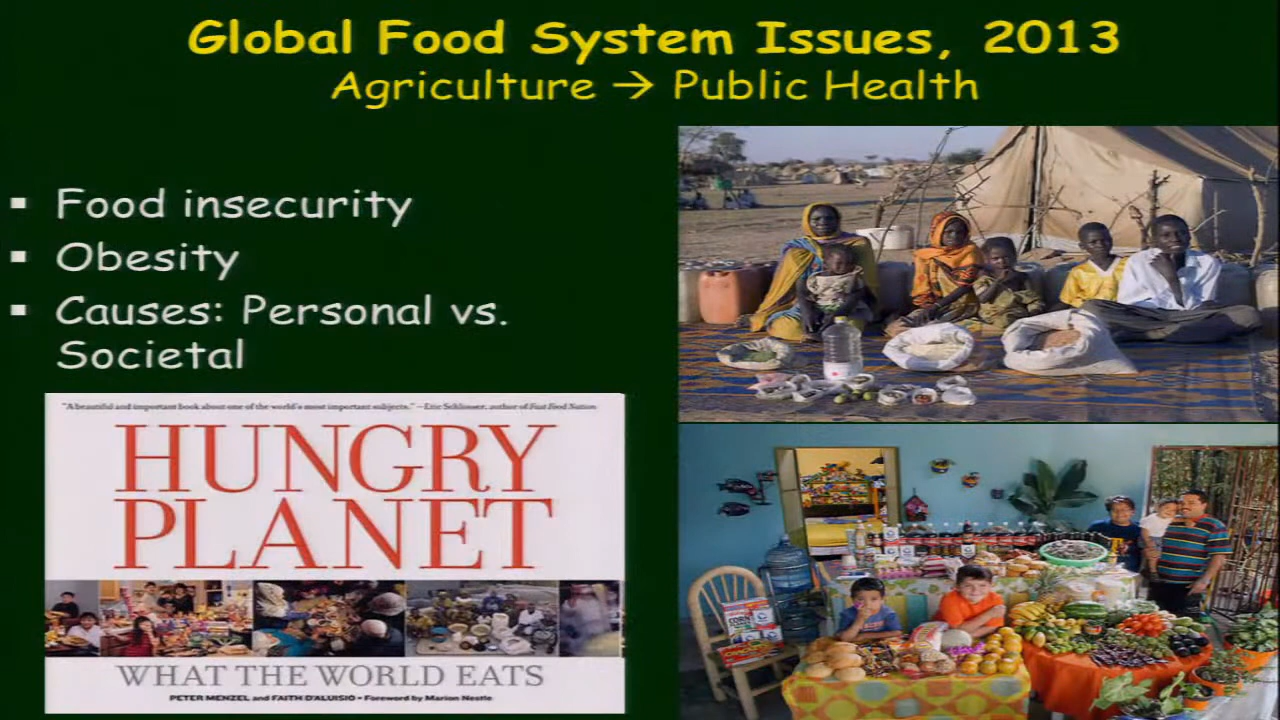 Global Food System Issues, 2013
Agriculture → Public Health
▪ Food insecurity
▪ Obesity
▪ Causes: Personal vs.
Societal
"A beautiful and important book about one of the world's most important subjects." —Eric Schlosser, author of Fast Food Nation
HUNGRY
PLANET
WHAT THE WORLD EATS
PETER MENZEL and FAITH D'ALUISIO • Foreword by Marion Nestle
CORN